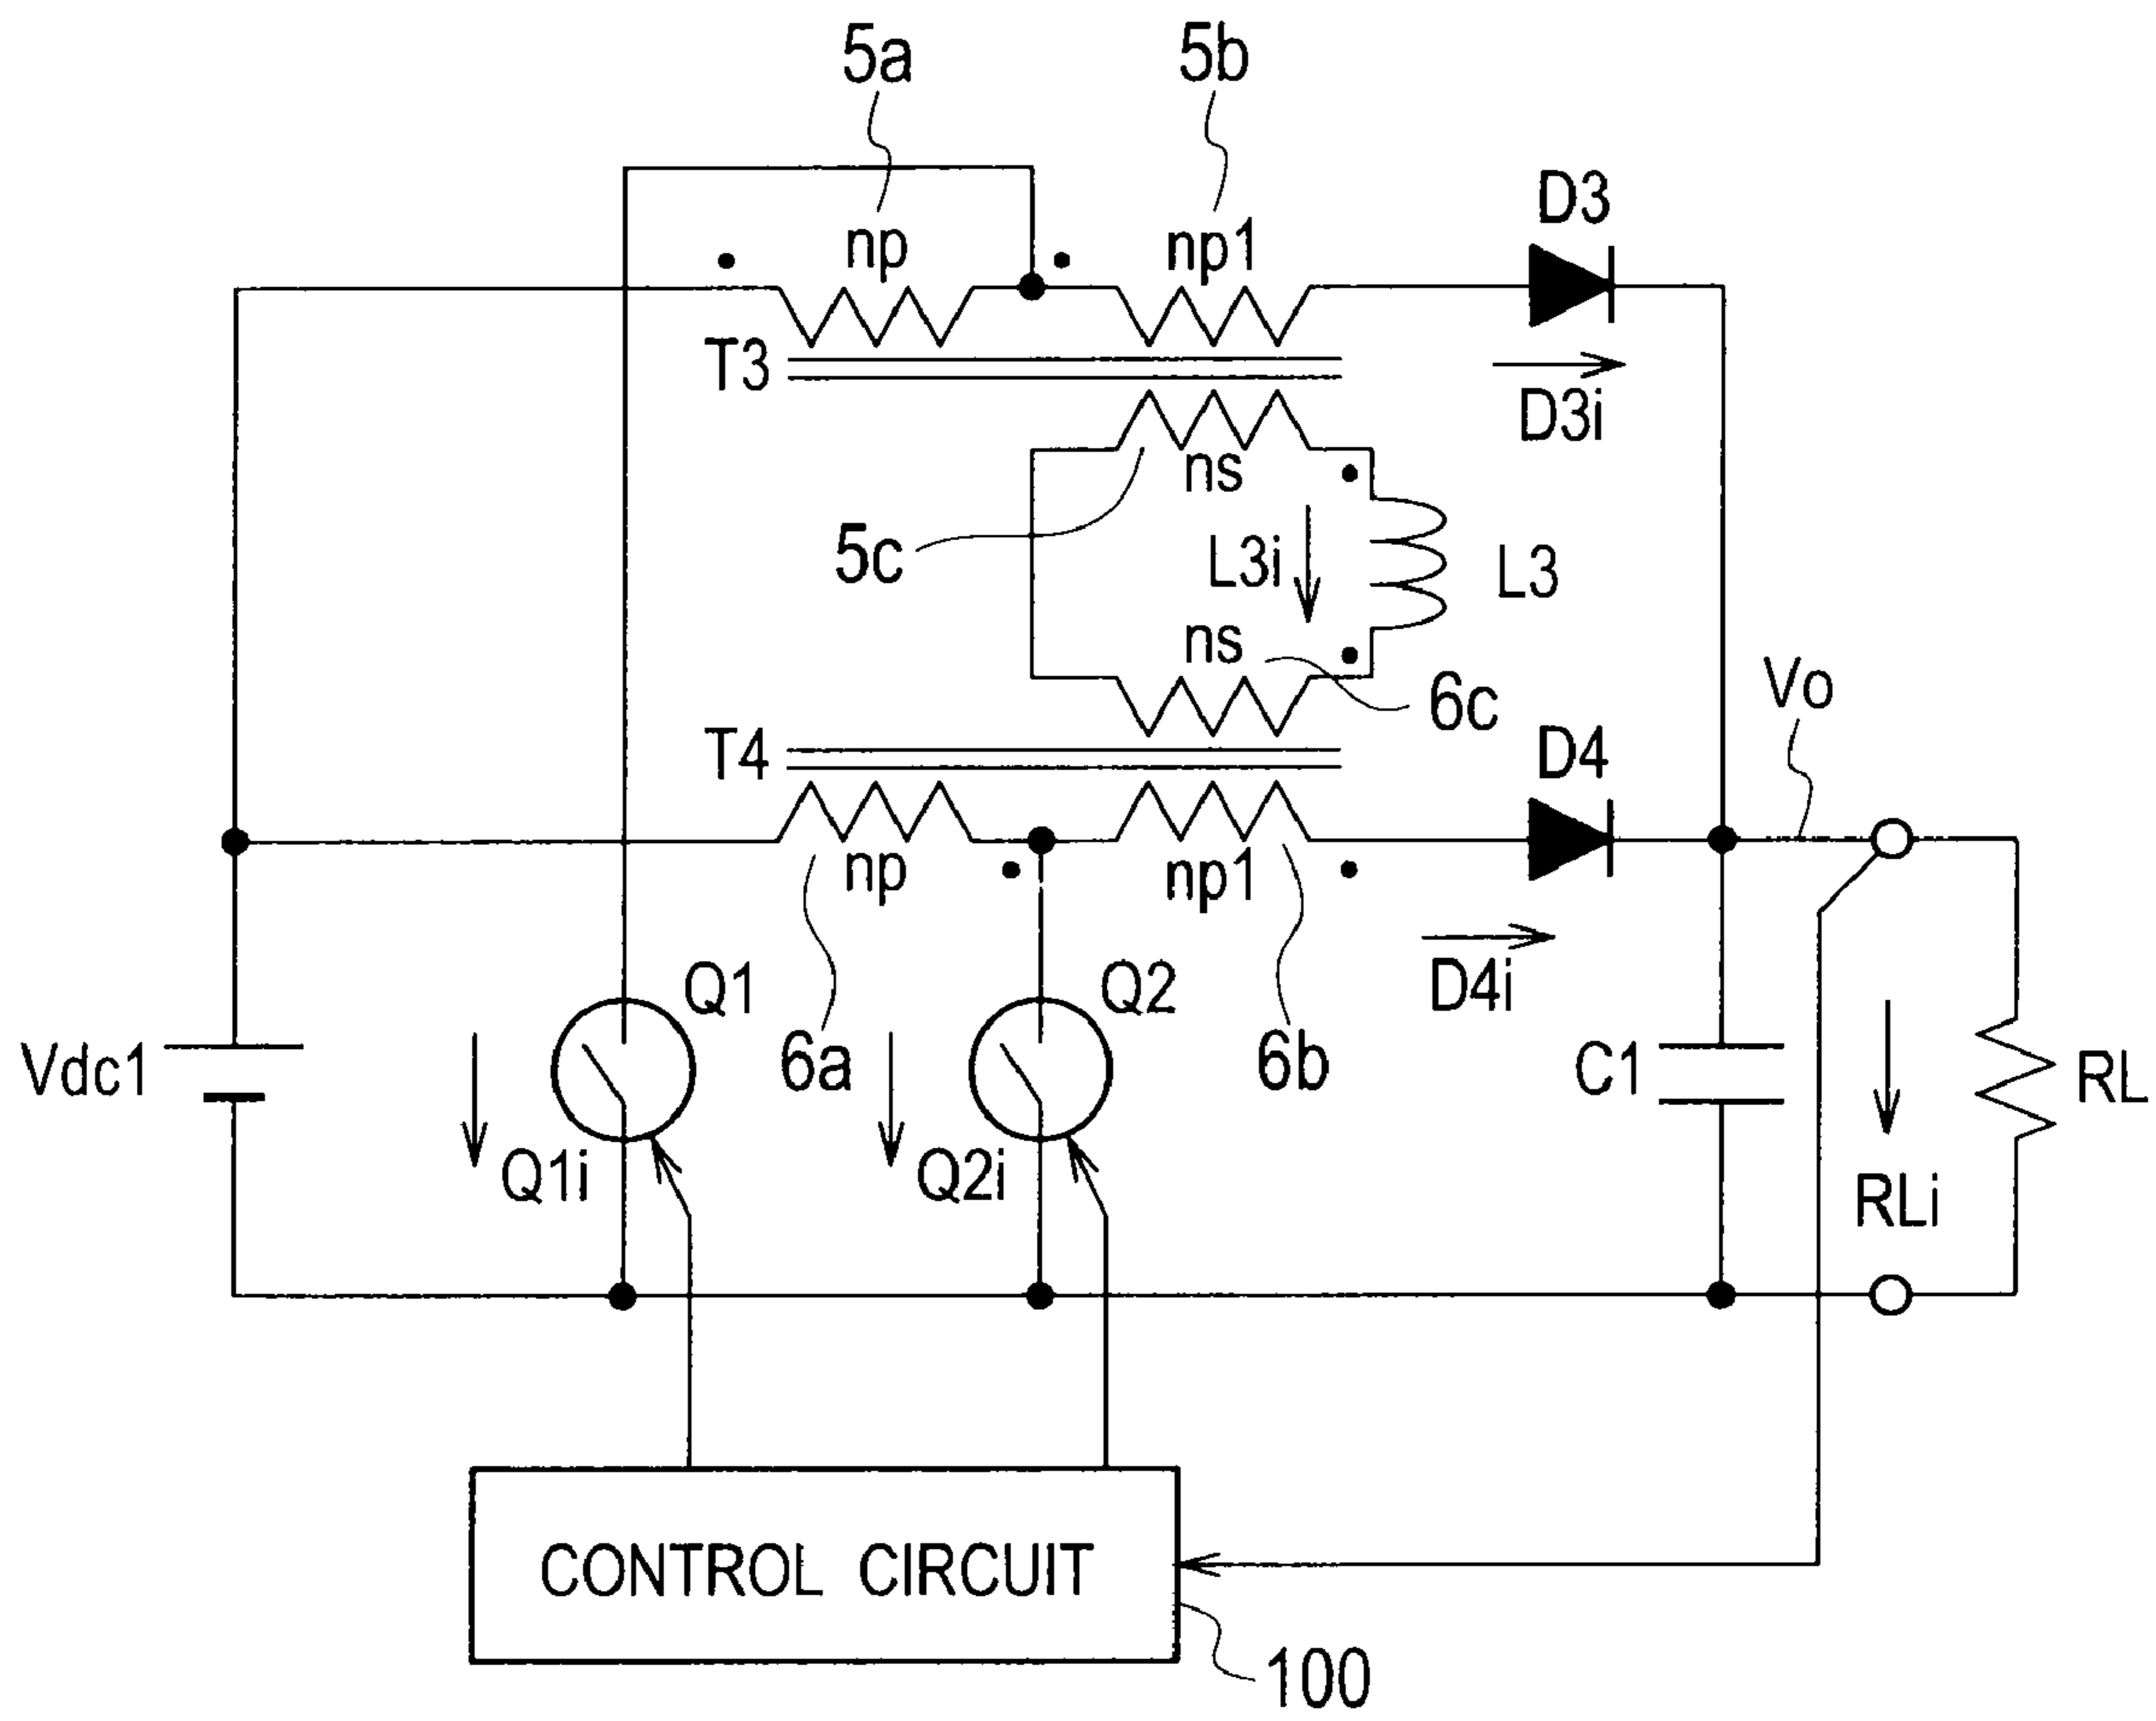 5a
5b
D3
np
np1
T3
D3i
ns
5c
L3i
L3
ns
6c
Vo
T4
D4
np
np1
D4i
Q1
Q2
6a
6b
Vdc1
C1
RL
Q1i
Q2i
RLi
CONTROL CIRCUIT
100